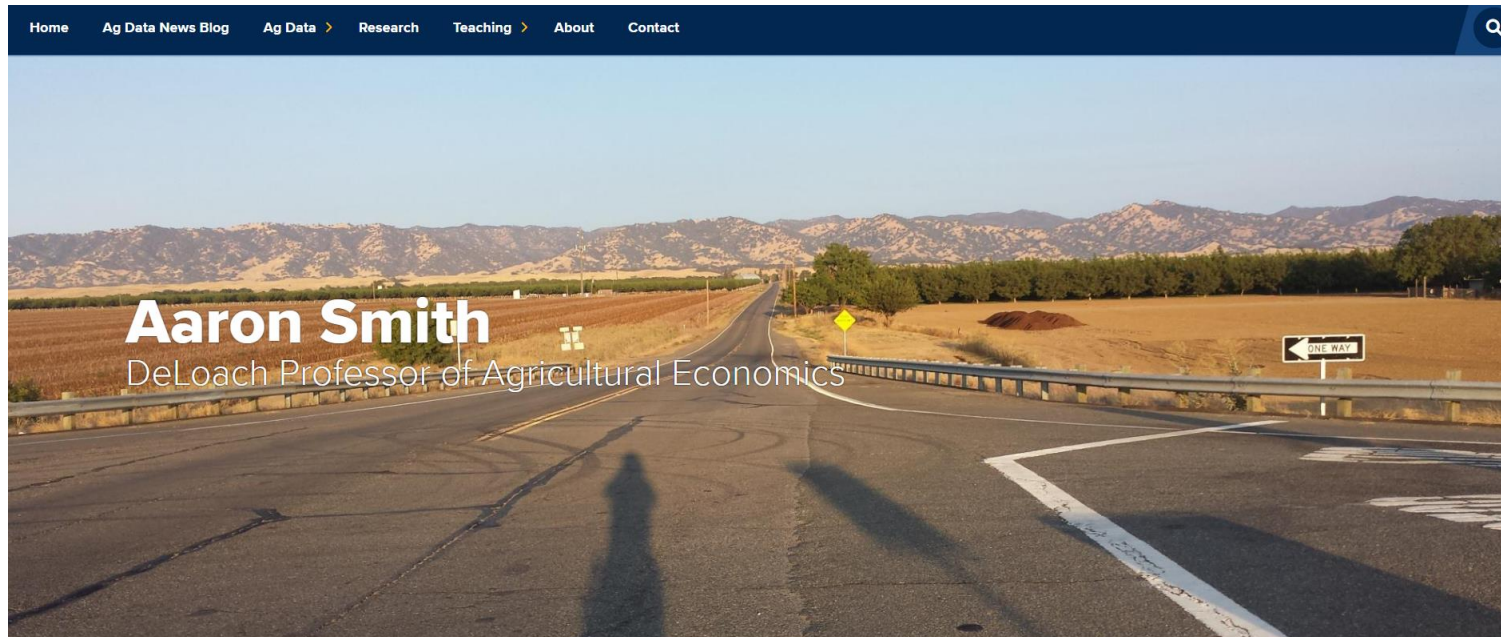 Home Ag Data News Blog Ag Data > Research Teaching > About Contact
Aaron Smith
DeLoach Professor of Agricultural Economics
ONE WAY